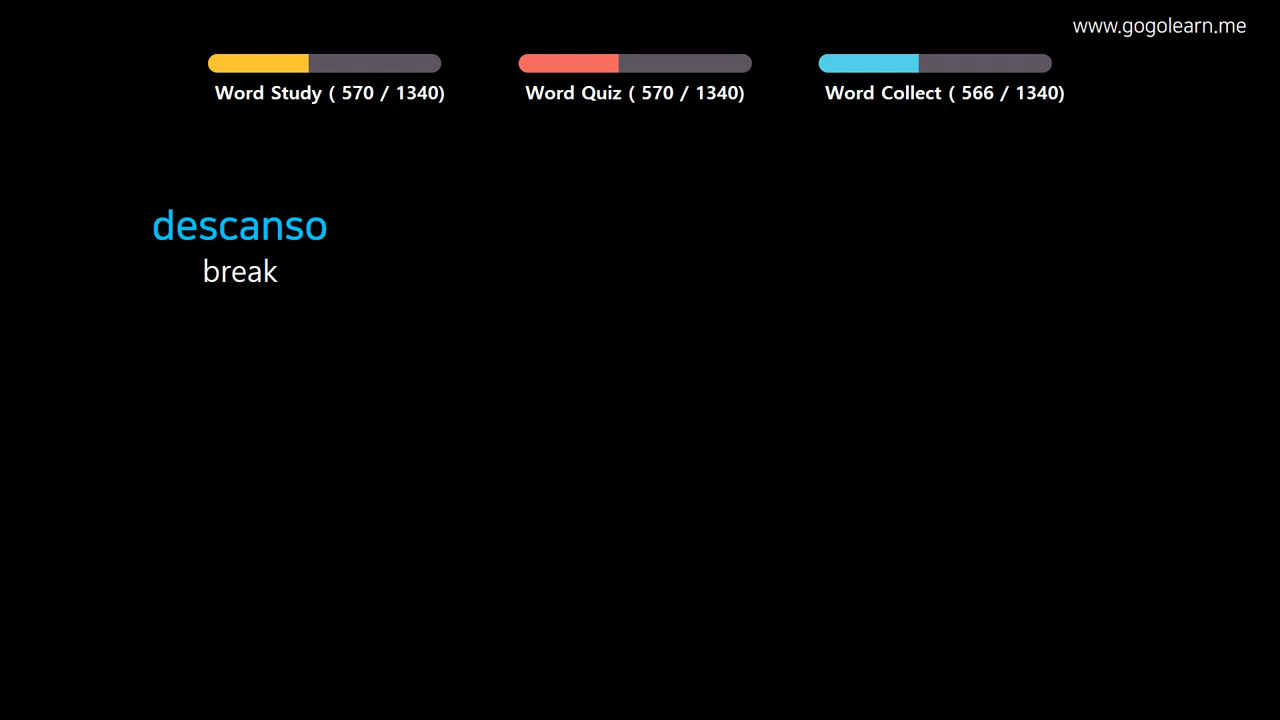 www.gogolearn.me
Word Study ( 570 / 1340)
Word Quiz ( 570 / 1340)
Word Collect ( 566 / 1340)
descanso
break